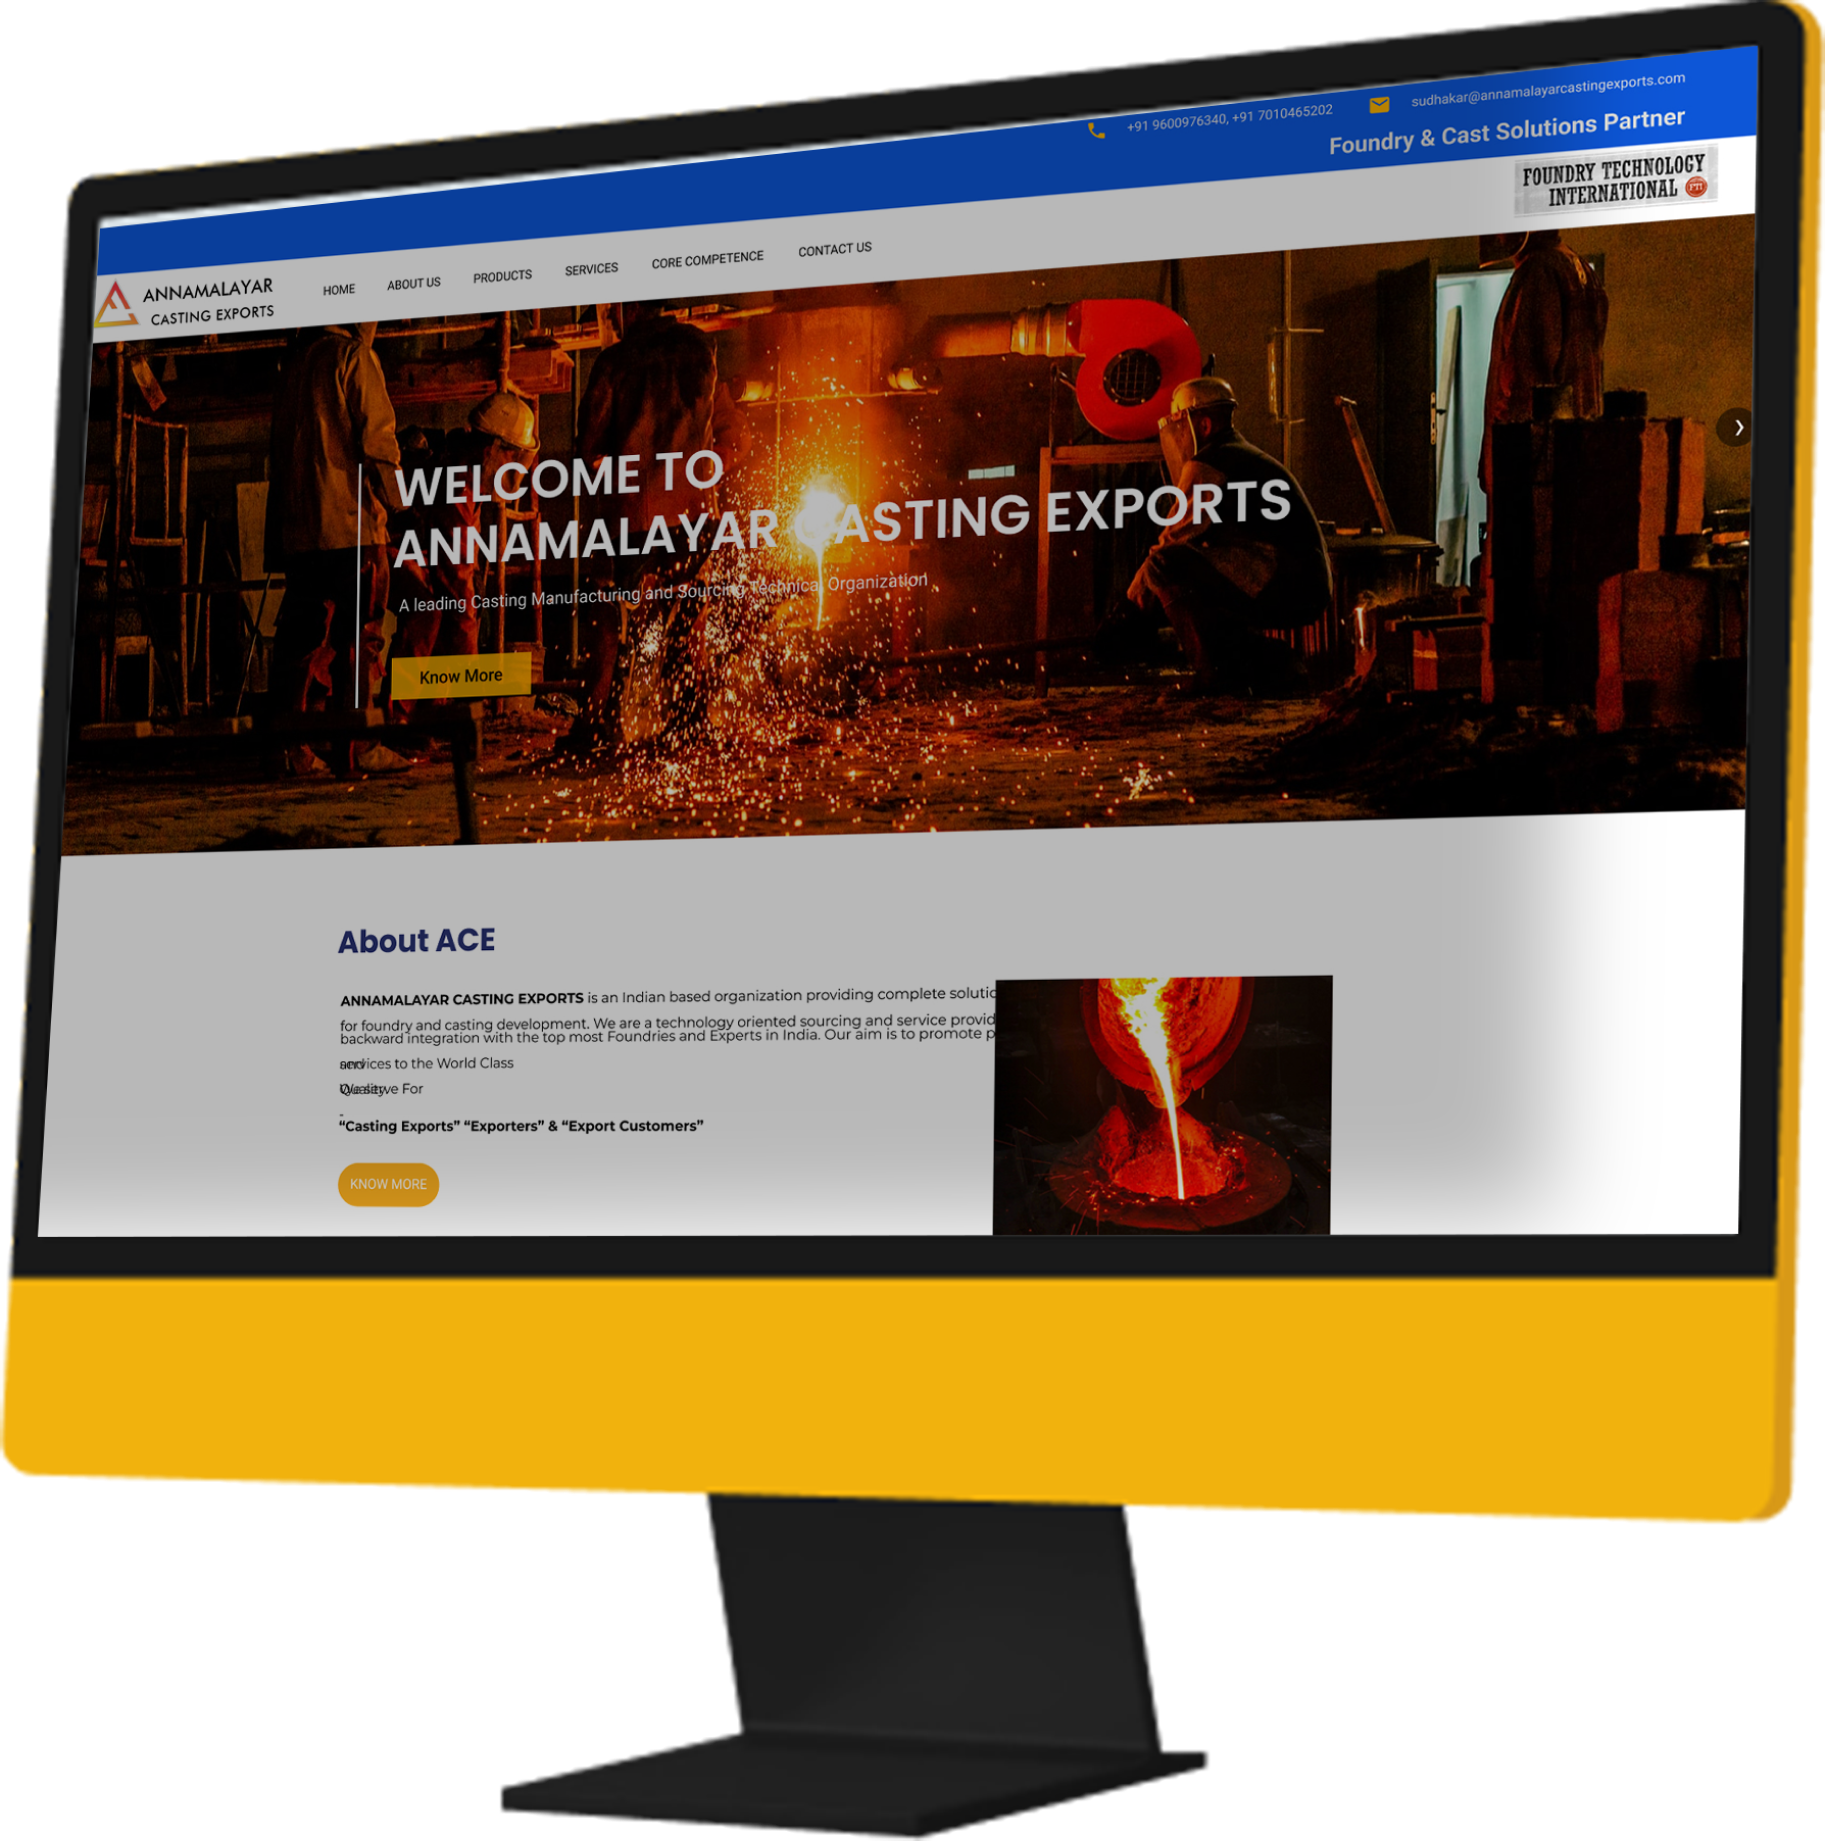 +91 9600976340, +91 7010465202
sudhakar@annamalayarcastingexports.com
Foundry & Cast Solutions Partner
FOUNDRY TECHNOLOGY
INTERNATIONAL FTI
ANNAMALAYAR
CASTING EXPORTS
HOME
ABOUT US
PRODUCTS
SERVICES
CORE COMPETENCE
CONTACT US
WELCOME TO
ANNAMALAYAR CASTING EXPORTS
A leading Casting Manufacturing and Sourcing Technical Organization
Know More
About ACE
ANNAMALAYAR CASTING EXPORTS is an Indian based organization providing complete solutio
for foundry and casting development. We are a technology oriented sourcing and service provid
backward integration with the top most Foundries and Experts in India. Our aim is to promote p
services to the World Class
For
“Casting Exports” “Exporters” & “Export Customers”
KNOW MORE